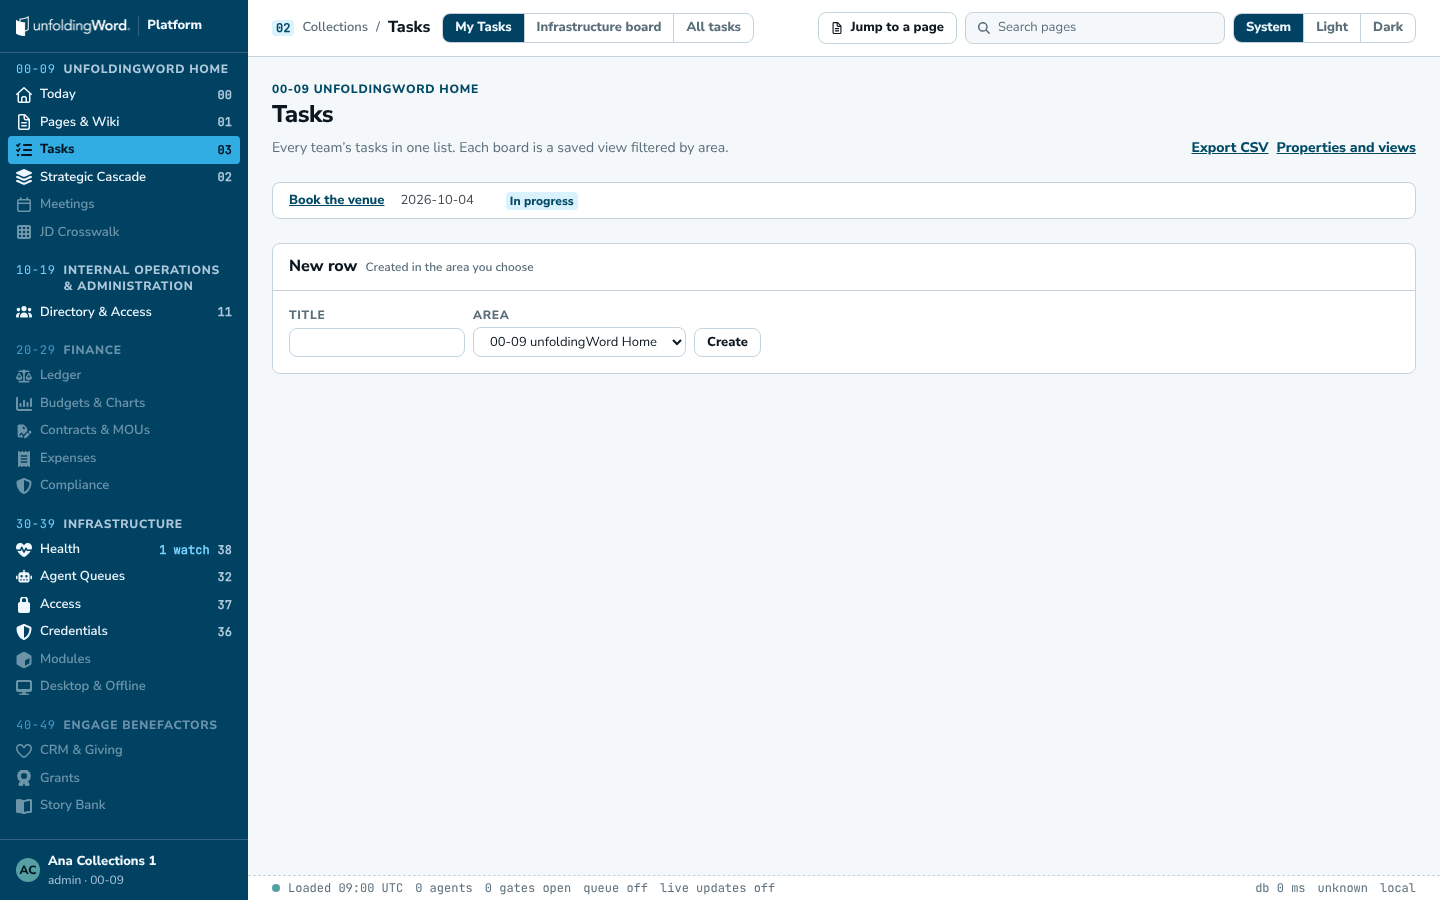 unfoldingWord. Platform
00-09 UNFOLDINGWORD HOME
Today 00
Pages & Wiki 01
Tasks 03
Strategic Cascade 02
Meetings
JD Crosswalk
10-19 INTERNAL OPERATIONS
& ADMINISTRATION
Directory & Access 11
20-29 FINANCE
Ledger
Budgets & Charts
Contracts & MOUs
Expenses
Compliance
30-39 INFRASTRUCTURE
Health 1 watch 38
Agent Queues 32
Access 37
Credentials 36
Modules
Desktop & Offline
40-49 ENGAGE BENEFACTORS
CRM & Giving
Grants
Story Bank
AC Ana Collections 1
admin · 00-09
02 Collections / Tasks My Tasks Infrastructure board All tasks Jump to a page Search pages System Light Dark
00-09 UNFOLDINGWORD HOME
Tasks
Every team's tasks in one list. Each board is a saved view filtered by area. Export CSV Properties and views
Book the venue 2026-10-04 In progress
New row Created in the area you choose
TITLE AREA
00-09 unfoldingWord Home Create
Loaded 09:00 UTC 0 agents 0 gates open queue off live updates off db 0 ms unknown local